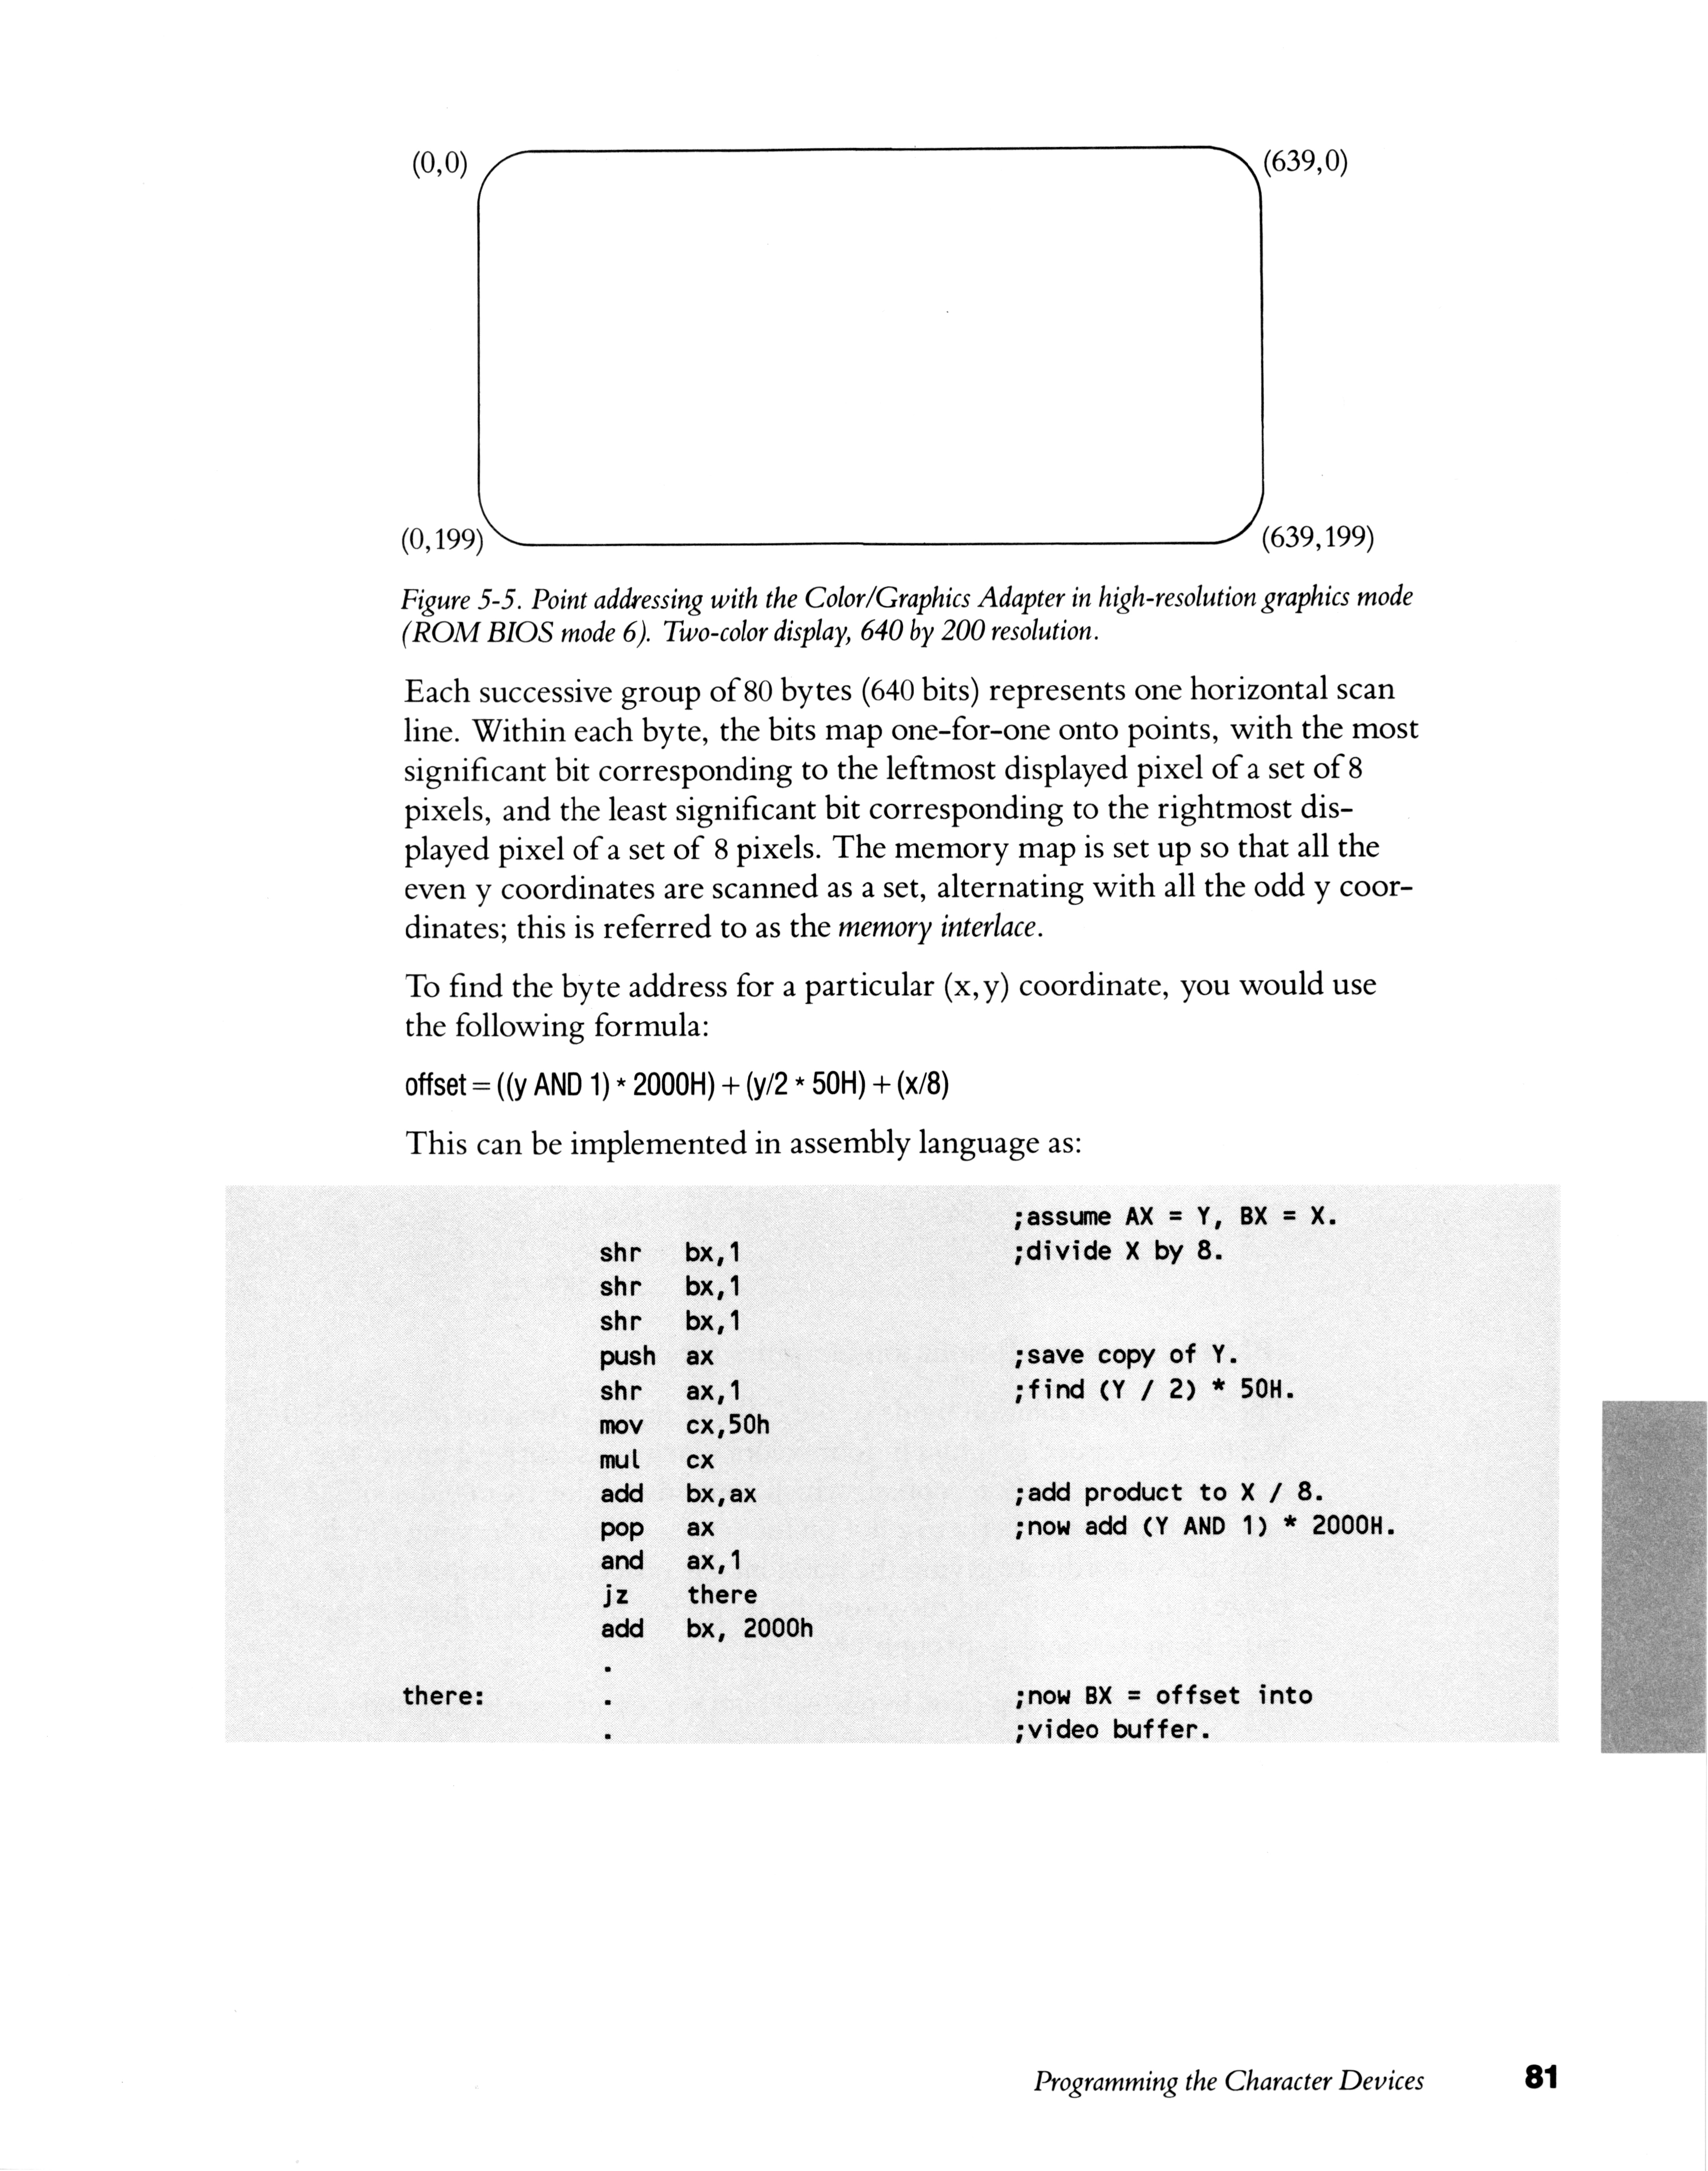 (0,0) (639,0)
(0,199) (639,199)
Figure 5-5. Point addressing with the Color/Graphics Adapter in high-resolution graphics mode
(ROM BIOS mode 6). Two-color display, 640 by 200 resolution.
Each successive group of 80 bytes (640 bits) represents one horizontal scan
line. Within each byte, the bits map one-for-one onto points, with the most
significant bit corresponding to the leftmost displayed pixel of a set of 8
pixels, and the least significant bit corresponding to the rightmost dis-
played pixel of a set of 8 pixels. The memory map is set up so that all the
even y coordinates are scanned as a set, alternating with all the odd y coor-
dinates; this is referred to as the memory interlace.
To find the byte address for a particular (x,y) coordinate, you would use
the following formula:
offset = ((y AND 1) * 2000H) + (y/2 * 50H) + (x/8)
This can be implemented in assembly language as:
;assume AX = Y, BX = X.
shr bx,1 ;divide X by 8.
shr bx,1
shr bx,1
push ax ;save copy of Y.
shr ax,1 ;find (Y / 2) * 50H.
mov cx,50h
mul cx
add bx,ax ;add product to X / 8.
pop ax ;now add (Y AND 1) * 2000H.
and ax,1
jz there
add bx, 2000h
.
there: . ;now BX = offset into
. ;video buffer.
Programming the Character Devices 81